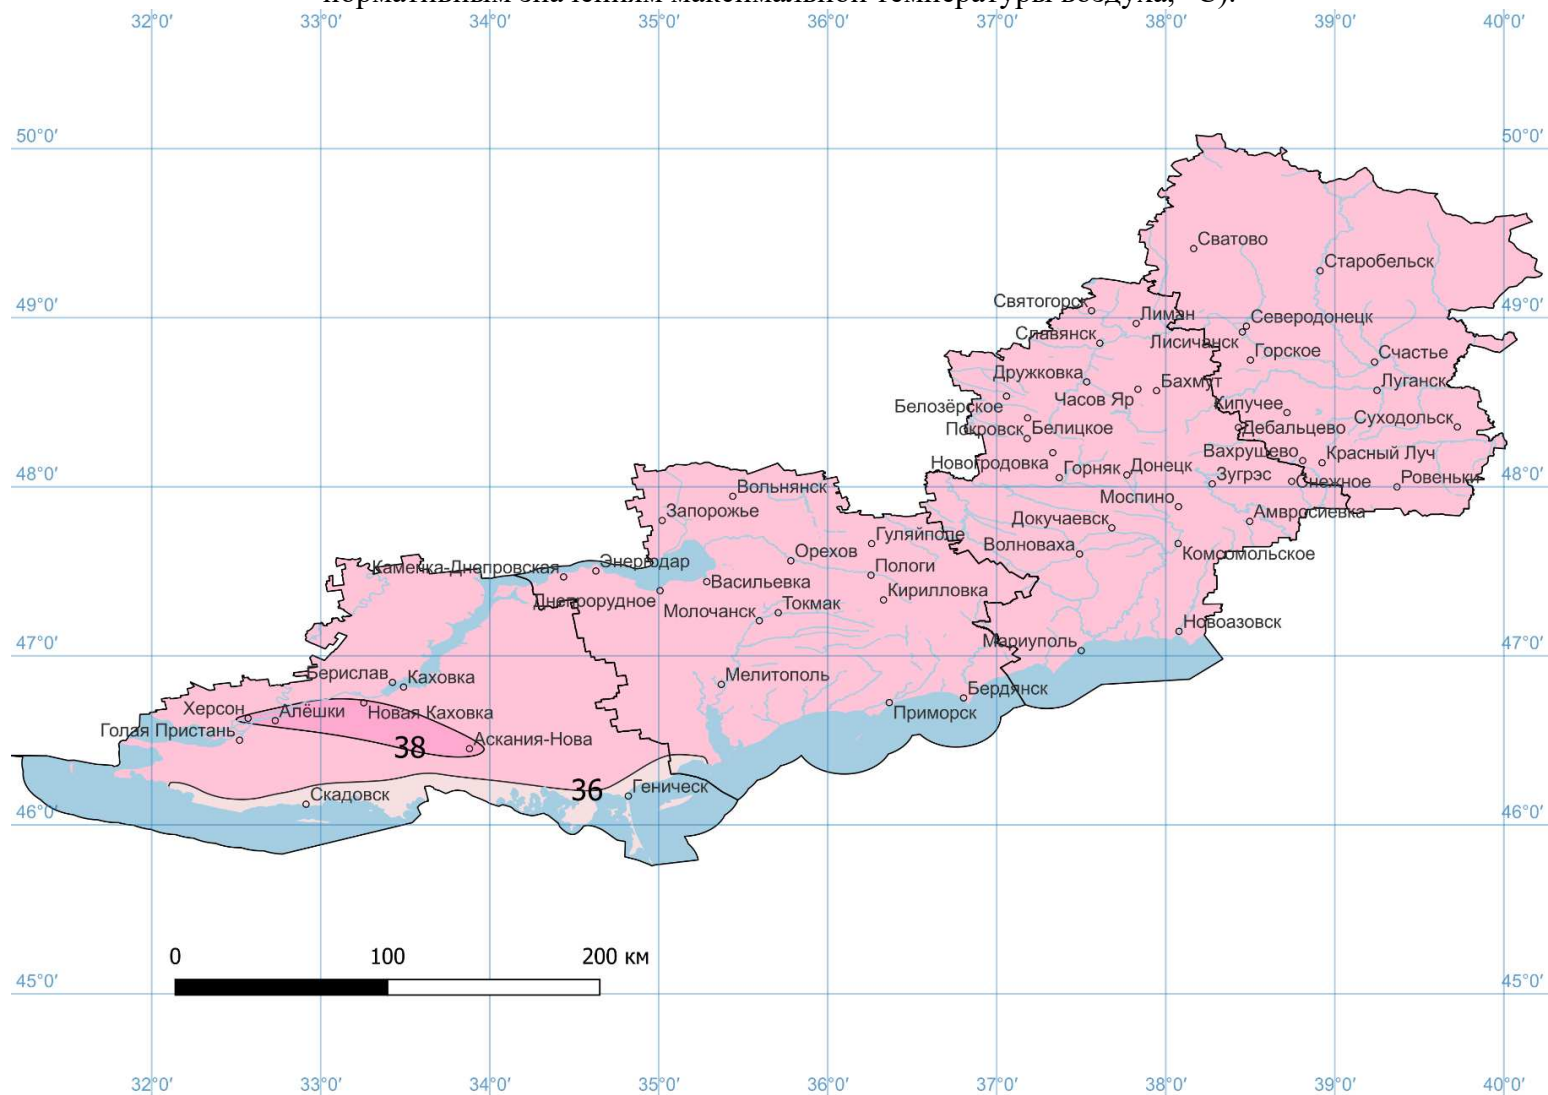 нормативным значениям максимальной температуры воздуха, °С).
32°0′ 33°0′ 34°0′ 35°0′ 36°0′ 37°0′ 38°0′ 39°0′ 40°0′
50°0′ 50°0′
Сватово
Старобельск
49°0′ 49°0′
Святогорск
Лиман
Северодонецк
Славянск
Лисичанск
Горское
Счастье
Дружковка
Часов Яр
Бахмут
Луганск
Белозёрское
Кипучее
Суходольск
Покровск
Белицкое
Дебальцево
Вахрушево
Красный Луч
48°0′ 48°0′
Новогродовка
Горняк
Донецк
Зугрэс
Снежное
Ровеньки
Вольнянск
Моспино
Запорожье
Докучаевск
Амвросиевка
Гуляйполе
Орехов
Волноваха
Комсомольское
Каменка-Днепровская
Энергодар
Васильевка
Пологи
Кирилловка
Днепрорудное
Молочанск
Токмак
Новоазовск
47°0′ 47°0′
Мариуполь
Берислав
Каховка
Мелитополь
Бердянск
Херсон
Алёшки
Новая Каховка
Приморск
Голая Пристань
38
Аскания-Нова
36
Геническ
Скадовск
46°0′ 46°0′
0 100 200 км
45°0′ 45°0′
32°0′ 33°0′ 34°0′ 35°0′ 36°0′ 37°0′ 38°0′ 39°0′ 40°0′